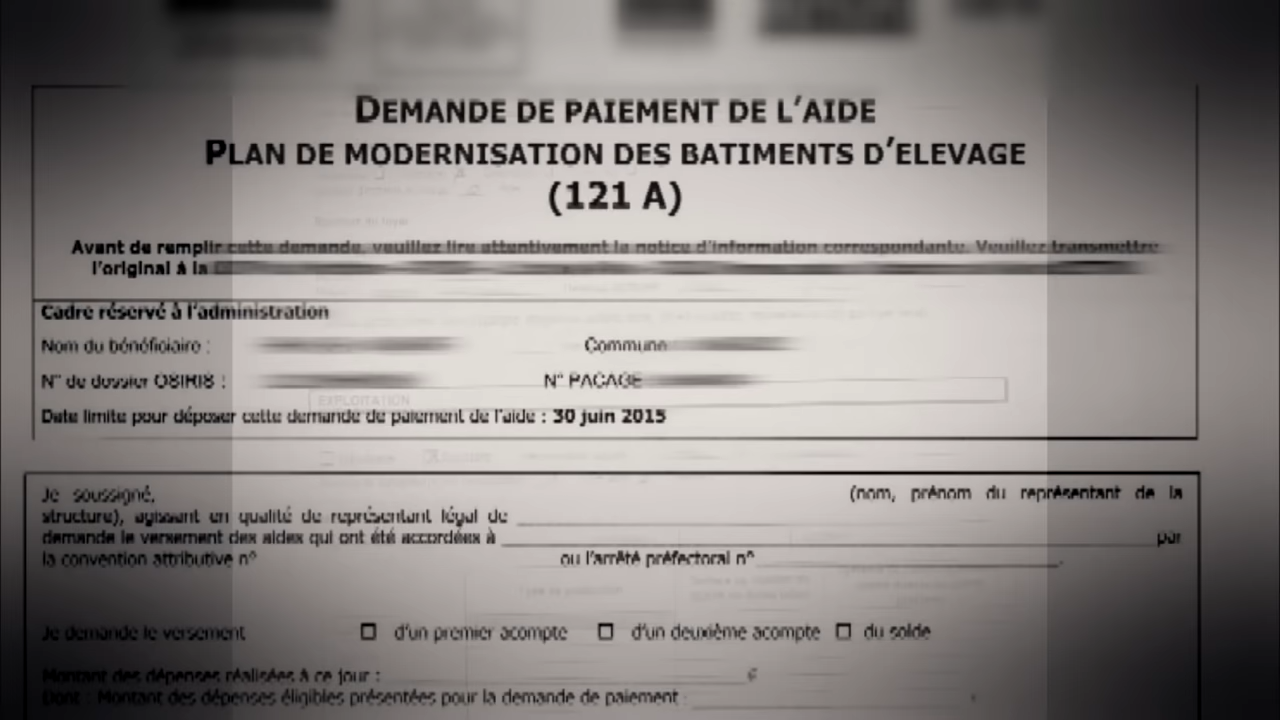 DEMANDE DE PAIEMENT DE L'AIDE
PLAN DE MODERNISATION DES BATIMENTS D'ELEVAGE
(121 A)
Avant de remplir cette demande, veuillez lire attentivement la notice d'information correspondante. Veuillez transmettre
l'original à la
Cadre réservé à l'administration
Nom du bénéficiaire : Commune
N° de dossier OSIRIS : N° PACAGE
EXPLOITATION
Date limite pour déposer cette demande de paiement de l'aide : 30 juin 2015
Je soussigné, (nom, prénom du représentant de la
structure), agissant en qualité de représentant légal de
demande le versement des aides qui ont été accordées à par
la convention attributive n° ou l'arrêté préfectoral n° .
Je demande le versement ☐ d'un premier acompte ☐ d'un deuxième acompte ☐ du solde
Montant des dépenses réalisées à ce jour : €
Dont : Montant des dépenses éligibles présentées pour la demande de paiement :